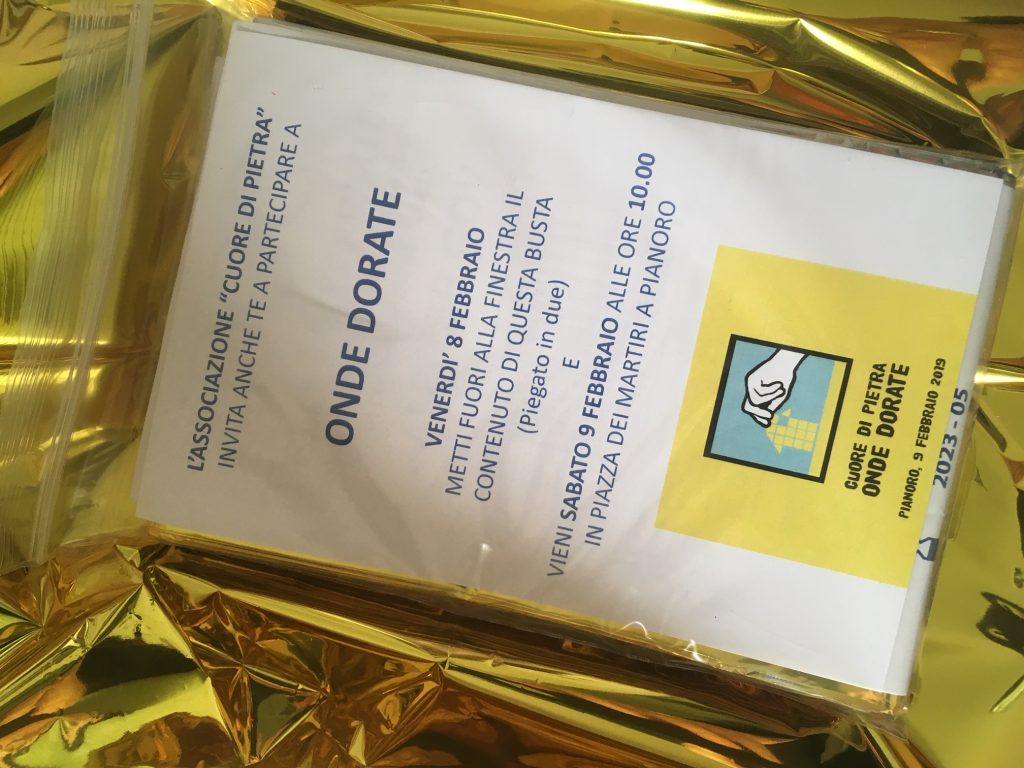 L'ASSOCIAZIONE "CUORE DI PIETRA"
INVITA ANCHE TE A PARTECIPARE A
ONDE DORATE
VENERDI' 8 FEBBRAIO
METTI FUORI ALLA FINESTRA IL
CONTENUTO DI QUESTA BUSTA
(Piegato in due)
E
VIENI SABATO 9 FEBBRAIO ALLE ORE 10.00
IN PIAZZA DEI MARTIRI A PIANORO
CUORE DI PIETRA
ONDE DORATE
PIANORO, 9 FEBBRAIO 2019
2023-05